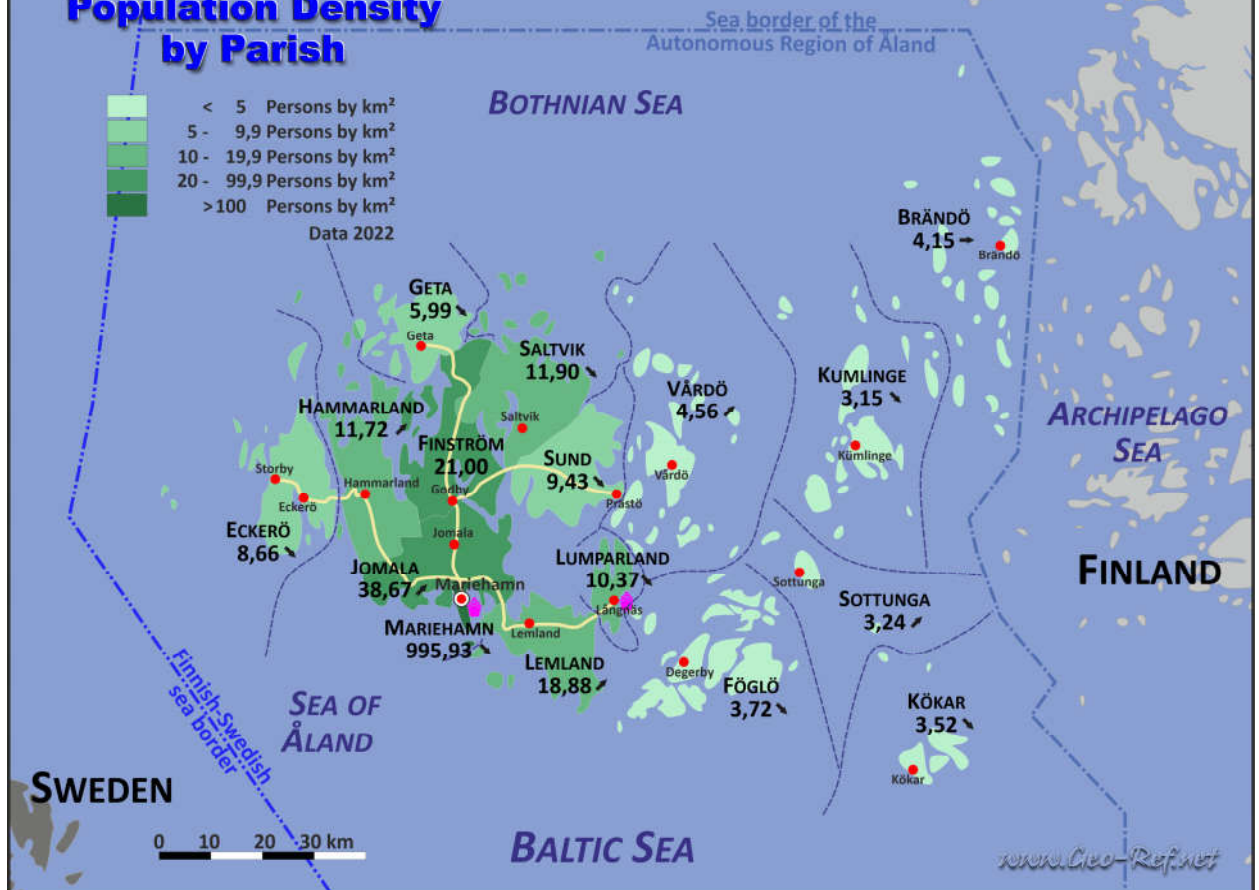 Population Density
by Parish
< 5 Persons by km²
5 - 9,9 Persons by km²
10 - 19,9 Persons by km²
20 - 99,9 Persons by km²
>100 Persons by km²
Data 2022
Sea border of the
Autonomous Region of Åland
BOTHNIAN SEA
BRÄNDÖ
4,15
Brändö
GETA
5,99
Geta
SALTVIK
11,90
Saltvik
VÅRDÖ
4,56
Vårdö
KUMLINGE
3,15
Kümlinge
ARCHIPELAGO
SEA
HAMMARLAND
11,72
Hammarland
FINSTRÖM
21,00
Godby
SUND
9,43
Prästö
Storby
Eckerö
ECKERÖ
8,66
Jomala
JOMALA
38,67
Mariehamn
MARIEHAMN
995,93
LUMPARLAND
10,37
Långnäs
Lemland
LEMLAND
18,88
Sottunga
SOTTUNGA
3,24
FINLAND
Degerby
FÖGLÖ
3,72
KÖKAR
3,52
Kökar
Finnish-Swedish
sea border
SEA OF
ÅLAND
SWEDEN
0 10 20 30 km
BALTIC SEA
www.Geo-Ref.net